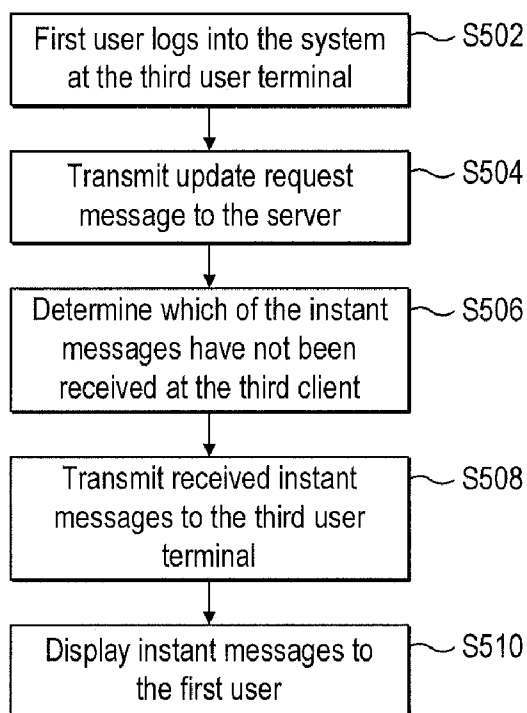 First user logs into the system
at the third user terminal
S502
Transmit update request
message to the server
S504
Determine which of the instant
messages have not been
received at the third client
S506
Transmit received instant
messages to the third user
terminal
S508
Display instant messages to
the first user
S510